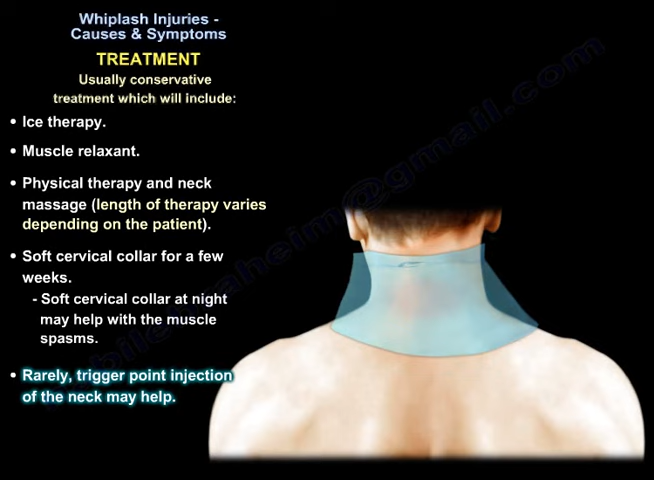 Whiplash Injuries -
Causes & Symptoms
TREATMENT
Usually conservative
treatment which will include:
• Ice therapy.
• Muscle relaxant.
• Physical therapy and neck
massage (length of therapy varies
depending on the patient).
• Soft cervical collar for a few
weeks.
- Soft cervical collar at night
may help with the muscle
spasms.
• Rarely, trigger point injection
of the neck may help.